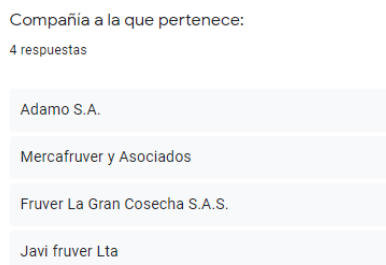 Compañía a la que pertenece:
4 respuestas
Adamo S.A.
Mercafruver y Asociados
Fruver La Gran Cosecha S.A.S.
Javi fruver Lta